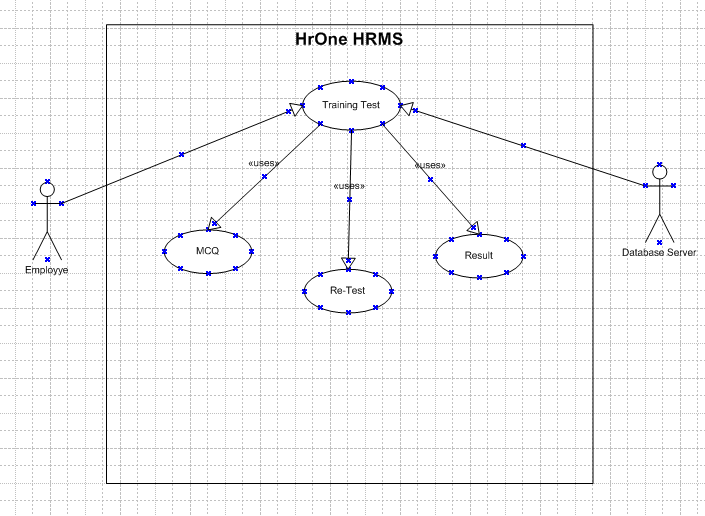 HrOne HRMS
Training Test
«uses»
«uses»
«uses»
MCQ
Result
Re-Test
Employye
Database Server